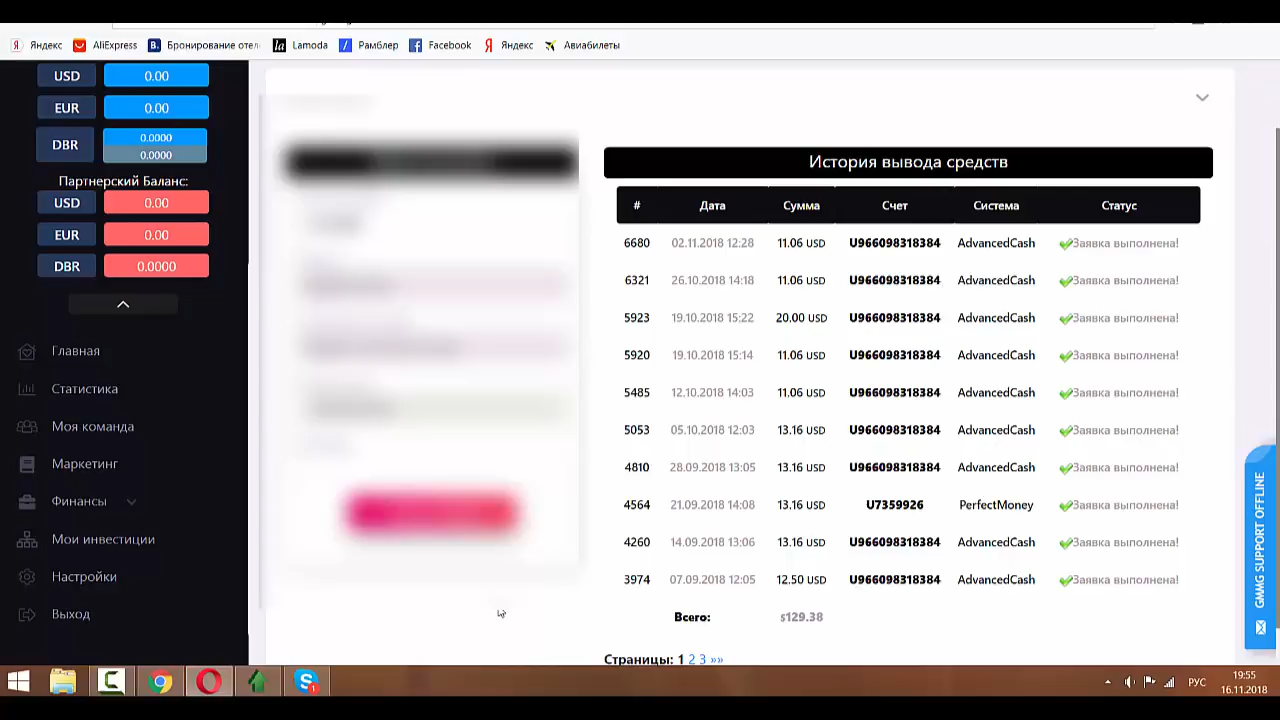 Яндекс AliExpress Бронирование отел Lamoda Рамблер Facebook Яндекс Авиабилеты
USD 0.00
EUR 0.00
DBR 0.0000
0.0000
Партнерский Баланс:
USD 0.00
EUR 0.00
DBR 0.0000
Главная
Статистика
Моя команда
Маркетинг
Финансы
Мои инвестиции
Настройки
Выход
История вывода средств
# Дата Сумма Счет Система Статус
6680 02.11.2018 12:28 11.06 USD U966098318384 AdvancedCash Заявка выполнена!
6321 26.10.2018 14:18 11.06 USD U966098318384 AdvancedCash Заявка выполнена!
5923 19.10.2018 15:22 20.00 USD U966098318384 AdvancedCash Заявка выполнена!
5920 19.10.2018 15:14 11.06 USD U966098318384 AdvancedCash Заявка выполнена!
5485 12.10.2018 14:03 11.06 USD U966098318384 AdvancedCash Заявка выполнена!
5053 05.10.2018 12:03 13.16 USD U966098318384 AdvancedCash Заявка выполнена!
4810 28.09.2018 13:05 13.16 USD U966098318384 AdvancedCash Заявка выполнена!
4564 21.09.2018 14:08 13.16 USD U7359926 PerfectMoney Заявка выполнена!
4260 14.09.2018 13:06 13.16 USD U966098318384 AdvancedCash Заявка выполнена!
3974 07.09.2018 12:05 12.50 USD U966098318384 AdvancedCash Заявка выполнена!
Всего: $129.38
Страницы: 1 2 3 »»
GMMG SUPPORT OFFLINE
РУС
19:55
16.11.2018